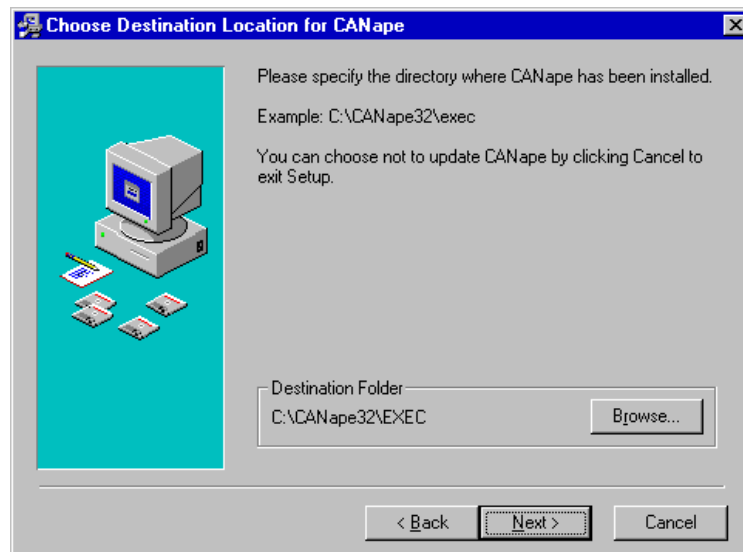 Choose Destination Location for CANape
Please specify the directory where CANape has been installed.
Example: C:\CANape32\exec
You can choose not to update CANape by clicking Cancel to
exit Setup.
Destination Folder
C:\CANape32\EXEC
Browse...
< Back
Next >
Cancel